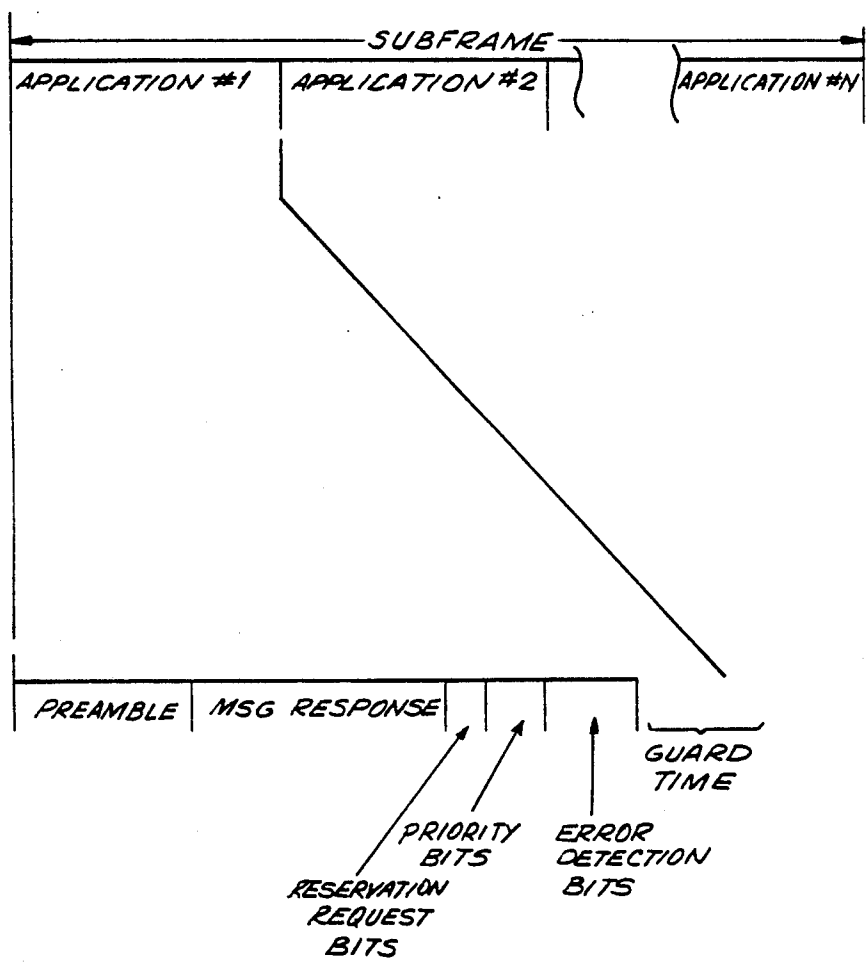 SUBFRAME
APPLICATION #1 APPLICATION #2 APPLICATION #N
PREAMBLE MSG RESPONSE
GUARD
TIME
PRIORITY
BITS
ERROR
DETECTION
BITS
RESERVATION
REQUEST
BITS